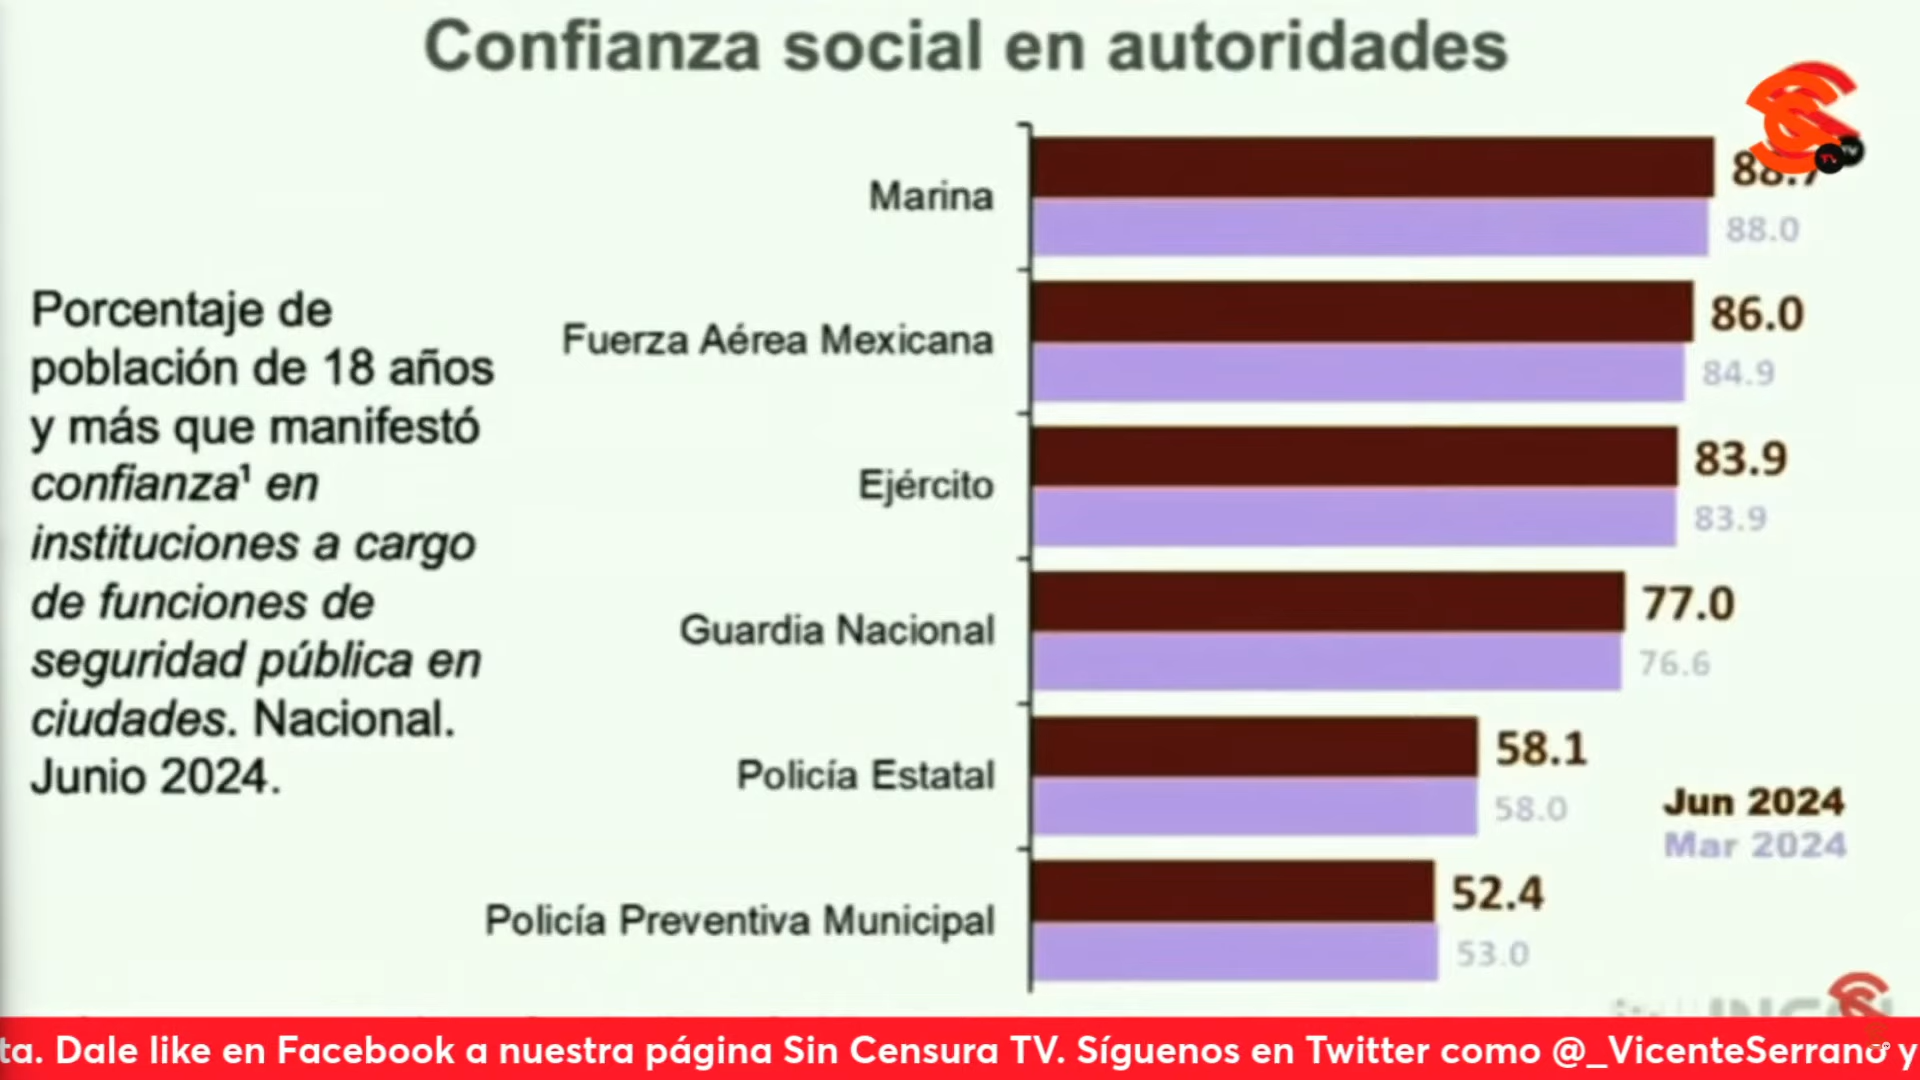 Confianza social en autoridades
Porcentaje de
población de 18 años
y más que manifestó
confianza¹ en
instituciones a cargo
de funciones de
seguridad pública en
ciudades. Nacional.
Junio 2024.
Marina
88.7
88.0
Fuerza Aérea Mexicana
86.0
84.9
Ejército
83.9
83.9
Guardia Nacional
77.0
76.6
Policía Estatal
58.1
58.0
Policía Preventiva Municipal
52.4
53.0
Jun 2024
Mar 2024
TV TV
ta. Dale like en Facebook a nuestra página Sin Censura TV. Síguenos en Twitter como @_VicenteSerrano y